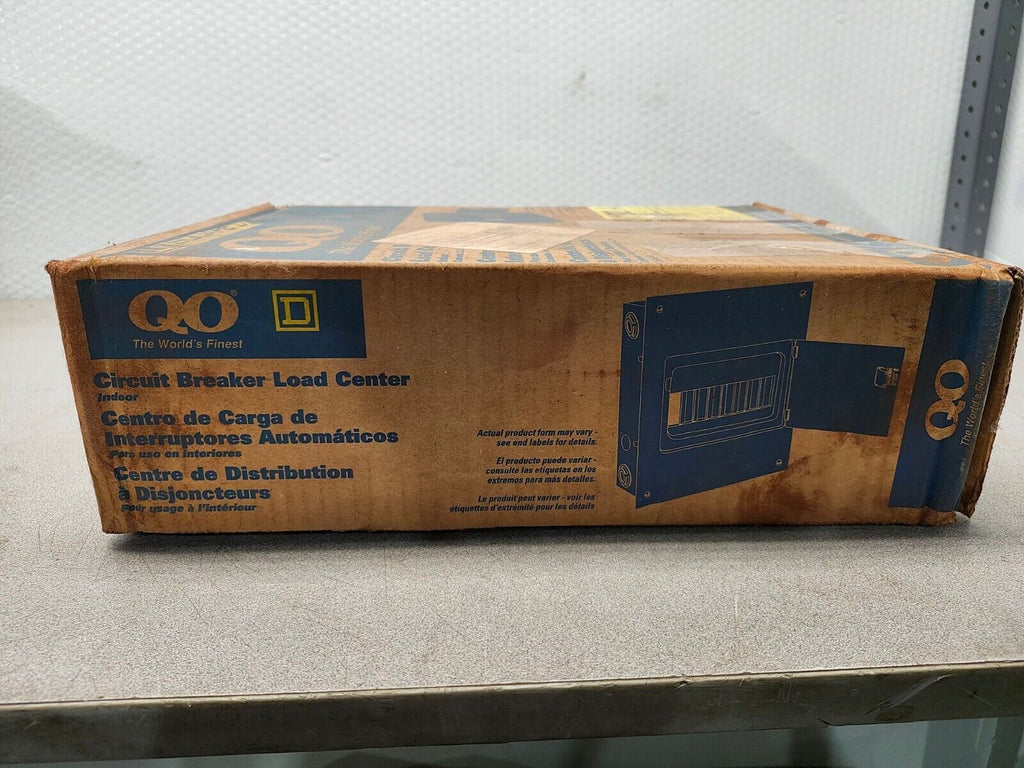 QO
QO®
D
The World's Finest
Circuit Breaker Load Center
Indoor
Centro de Carga de
Interruptores Automáticos
Para uso en interiores
Centre de Distribution
à Disjoncteurs
Pour usage à l'intérieur
Actual product form may vary -
see end labels for details.
El producto puede variar -
consulte las etiquetas en los
extremos para más detalles.
Le produit peut varier - voir les
étiquettes d'extrémité pour les détails
QO
The World's Finest